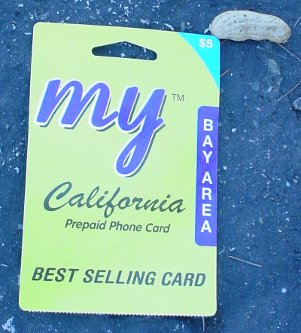 $5
my™
BAY AREA
California
Prepaid Phone Card
BEST SELLING CARD